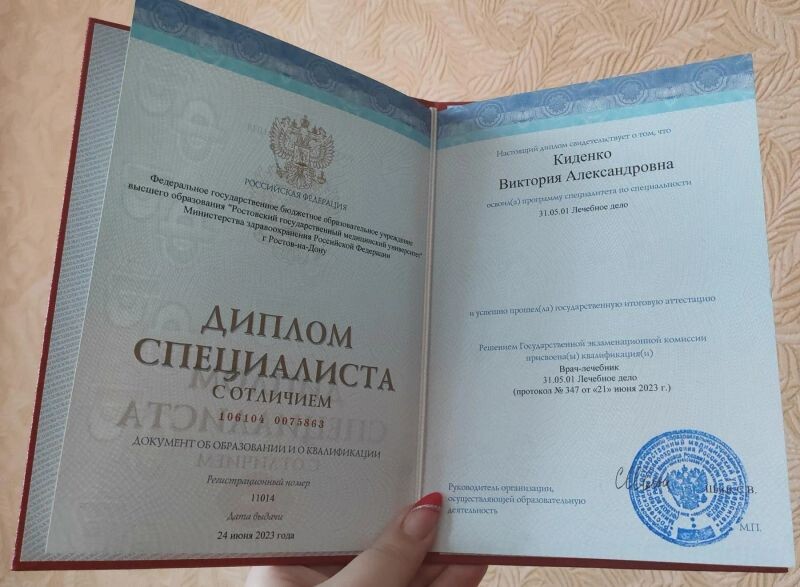 РОССИЙСКАЯ ФЕДЕРАЦИЯ
Федеральное государственное бюджетное образовательное учреждение
высшего образования "Ростовский государственный медицинский университет"
Министерства здравоохранения Российской Федерации
г Ростов-на-Дону
ДИПЛОМ
СПЕЦИАЛИСТА
С ОТЛИЧИЕМ
106104 0075863
ДОКУМЕНТ ОБ ОБРАЗОВАНИИ И О КВАЛИФИКАЦИИ
Регистрационный номер
11014
Дата выдачи
24 июня 2023 года
Настоящий диплом свидетельствует о том, что
Киденко
Виктория Александровна
освоил(а) программу специалитета по специальности
31.05.01 Лечебное дело
и успешно прошел(ла) государственную итоговую аттестацию
Решением Государственной экзаменационной комиссии
присвоена(ы) квалификация(и)
Врач-лечебник
31.05.01 Лечебное дело
(протокол № 347 от «21» июня 2023 г.)
Руководитель организации,
осуществляющей образовательную
деятельность
С.В.
М.П.